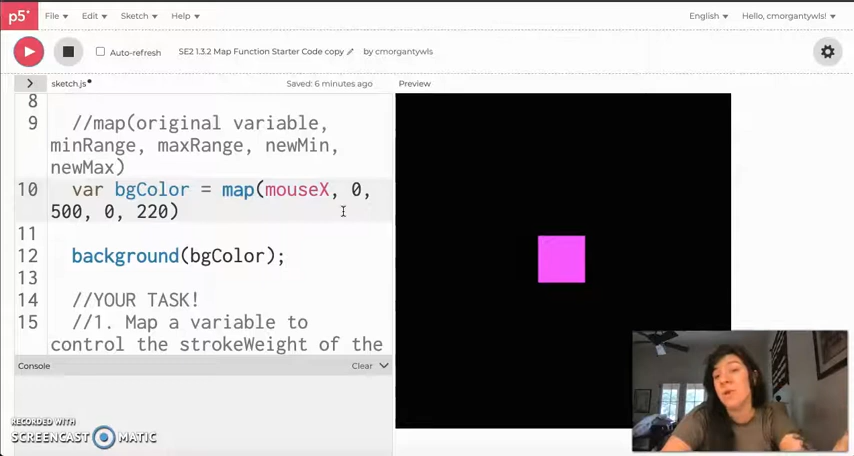 p5* File Edit Sketch Help English Hello, cmorgantywls!
Auto-refresh SE2 1.3.2 Map Function Starter Code copy by cmorgantywls
sketch.js Saved: 6 minutes ago Preview
8
9 //map(original variable,
minRange, maxRange, newMin,
newMax)
10 var bgColor = map(mouseX, 0,
500, 0, 220)
11
12 background(bgColor);
13
14 //YOUR TASK!
15 //1. Map a variable to
control the strokeWeight of the
Console Clear
RECORDED WITH
SCREENCAST MATIC